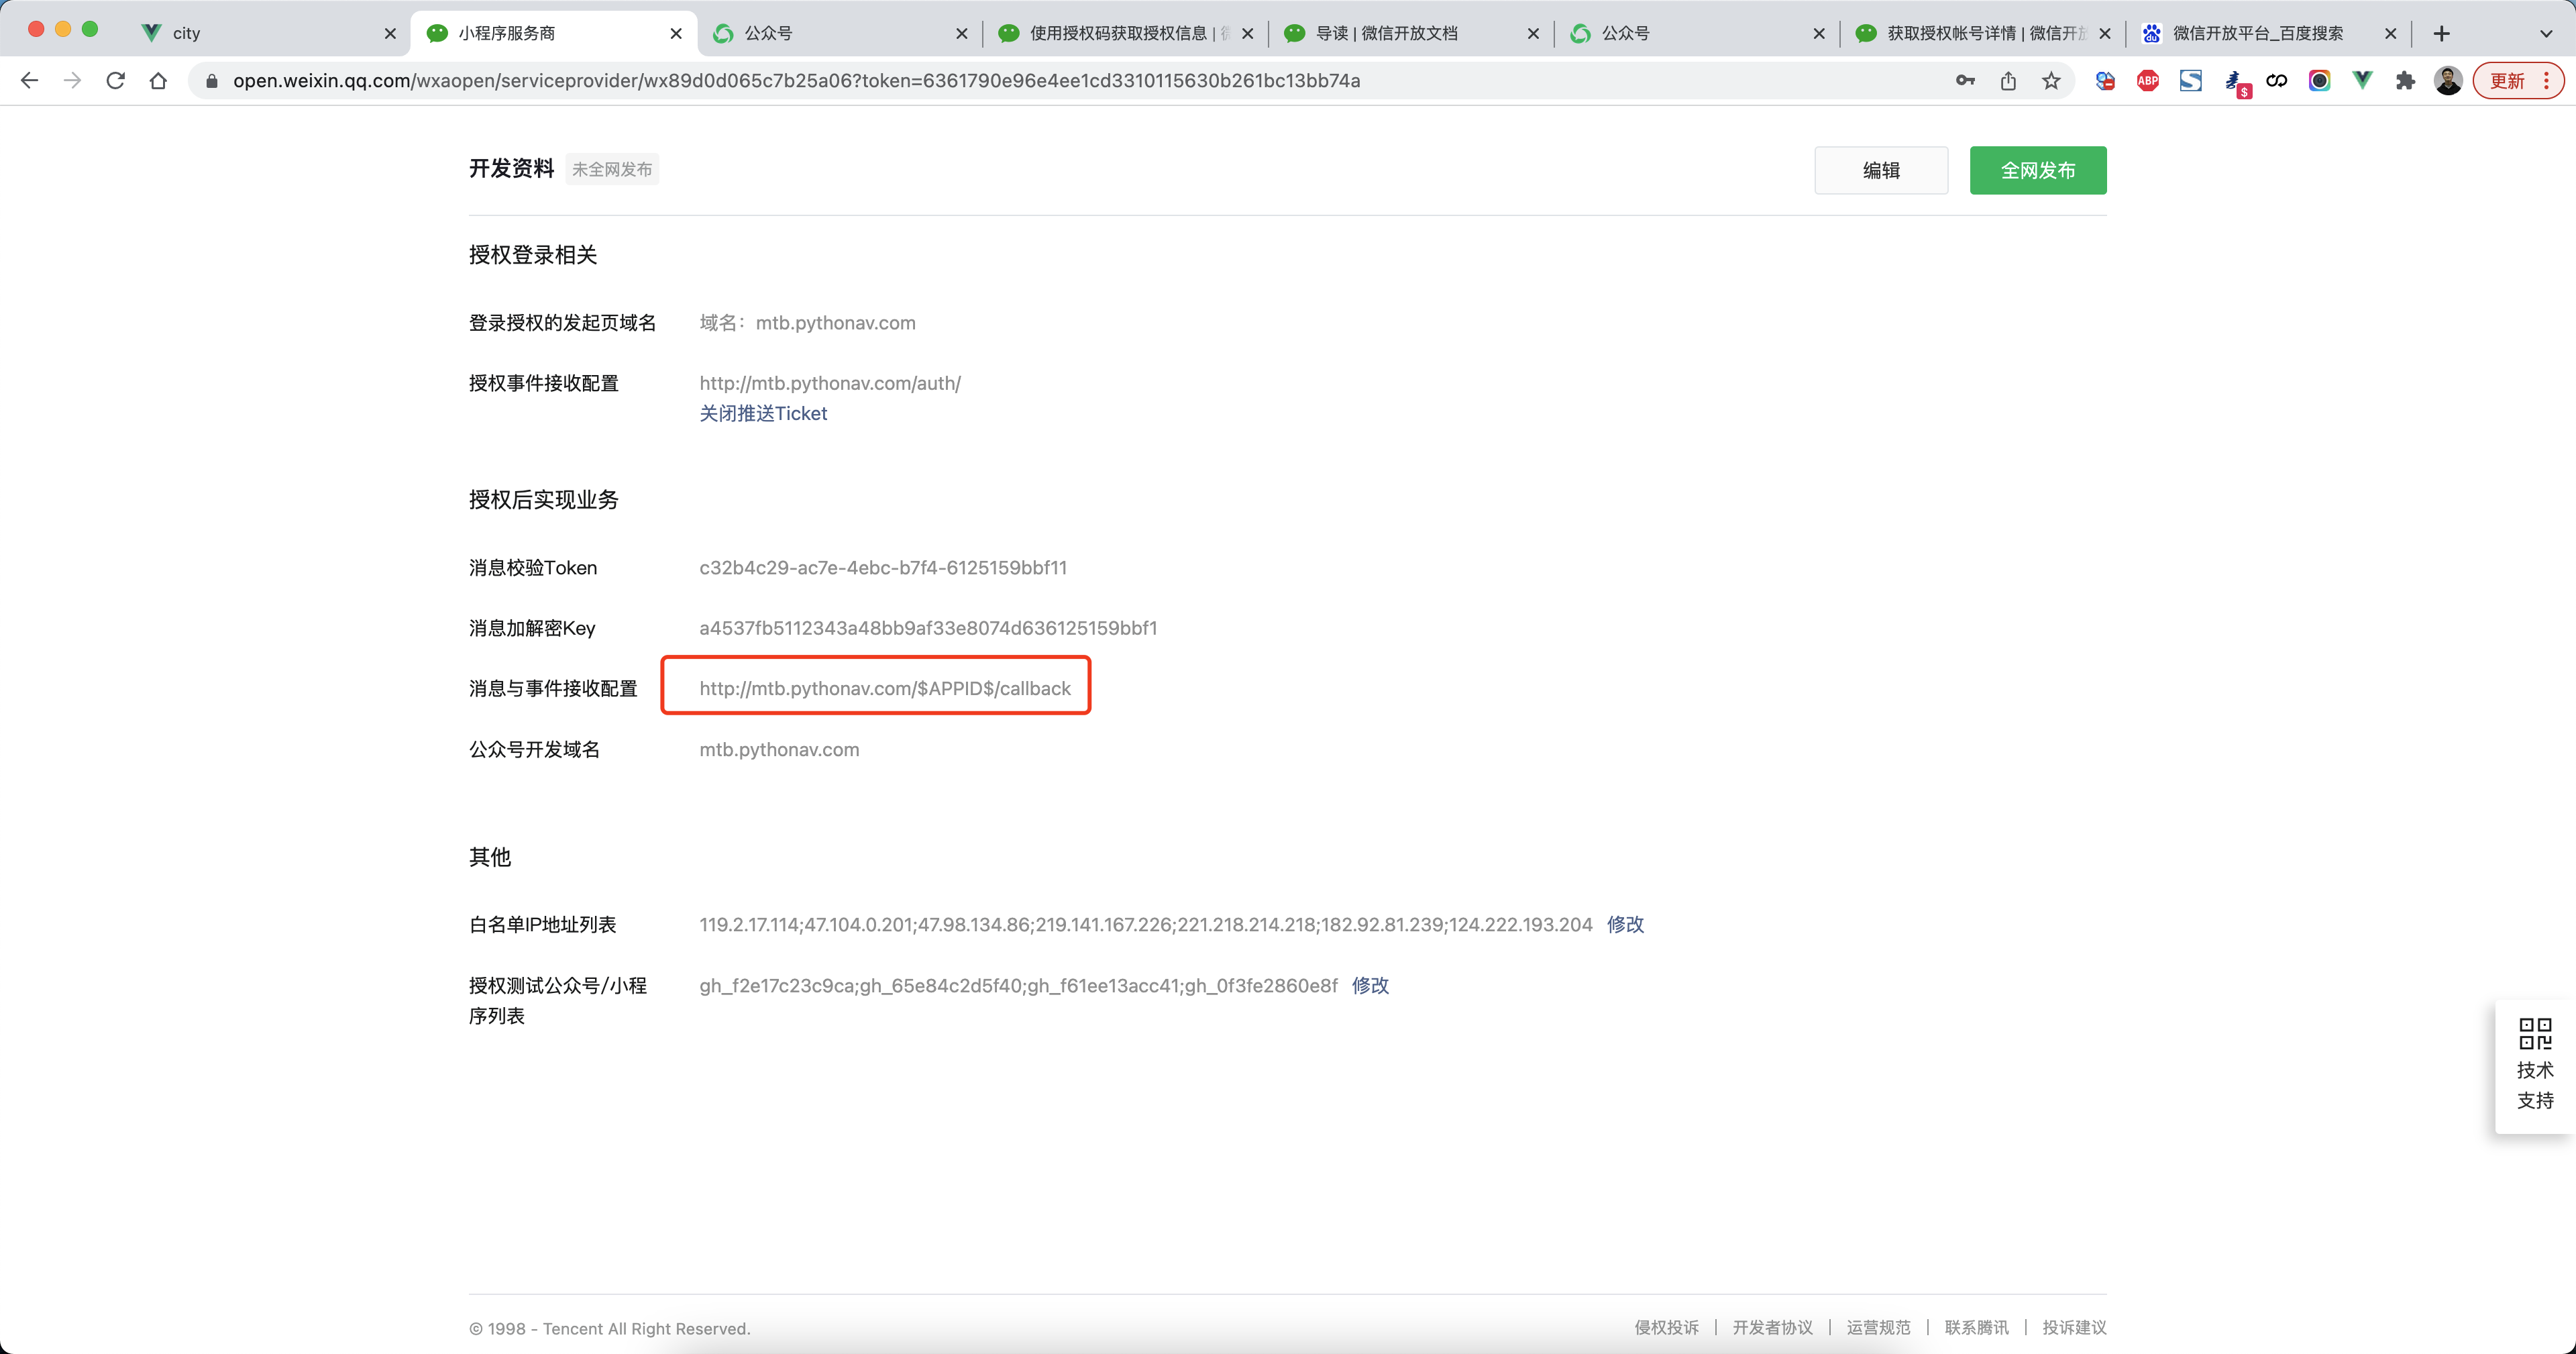 city
小程序服务商
公众号
使用授权码获取授权信息 |
导读 | 微信开放文档
公众号
获取授权帐号详情 | 微信开放
微信开放平台_百度搜索
open.weixin.qq.com/wxaopen/serviceprovider/wx89d0d065c7b25a06?token=6361790e96e4ee1cd3310115630b261bc13bb74a
ABP
$
更新
开发资料
未全网发布
编辑
全网发布
授权登录相关
登录授权的发起页域名
域名：mtb.pythonav.com
授权事件接收配置
http://mtb.pythonav.com/auth/
关闭推送Ticket
授权后实现业务
消息校验Token
c32b4c29-ac7e-4ebc-b7f4-6125159bbf11
消息加解密Key
a4537fb5112343a48bb9af33e8074d636125159bbf1
消息与事件接收配置
http://mtb.pythonav.com/$APPID$/callback
公众号开发域名
mtb.pythonav.com
其他
白名单IP地址列表
119.2.17.114;47.104.0.201;47.98.134.86;219.141.167.226;221.218.214.218;182.92.81.239;124.222.193.204 修改
授权测试公众号/小程
序列表
gh_f2e17c23c9ca;gh_65e84c2d5f40;gh_f61ee13acc41;gh_0f3fe2860e8f 修改
技术
支持
© 1998 - Tencent All Right Reserved.
侵权投诉 | 开发者协议 | 运营规范 | 联系腾讯 | 投诉建议